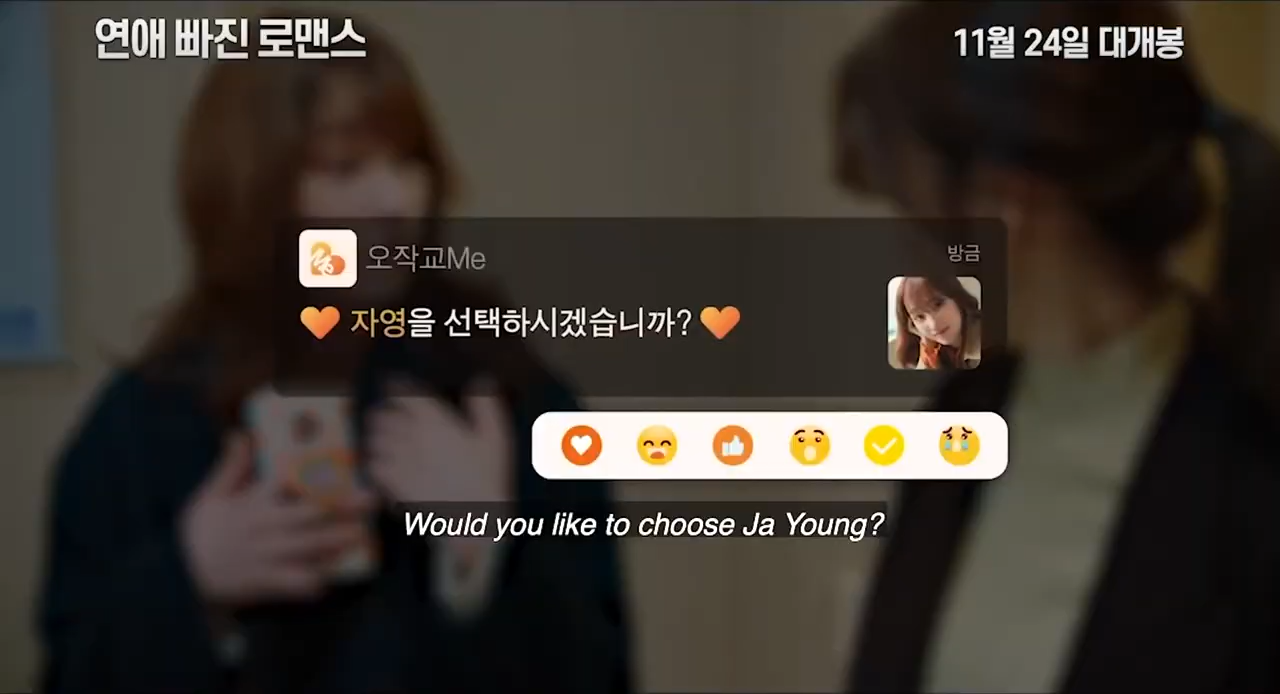 연애 빠진 로맨스
11월 24일 대개봉
오작교Me
방금
🧡 자영을 선택하시겠습니까? 🧡
Would you like to choose Ja Young?